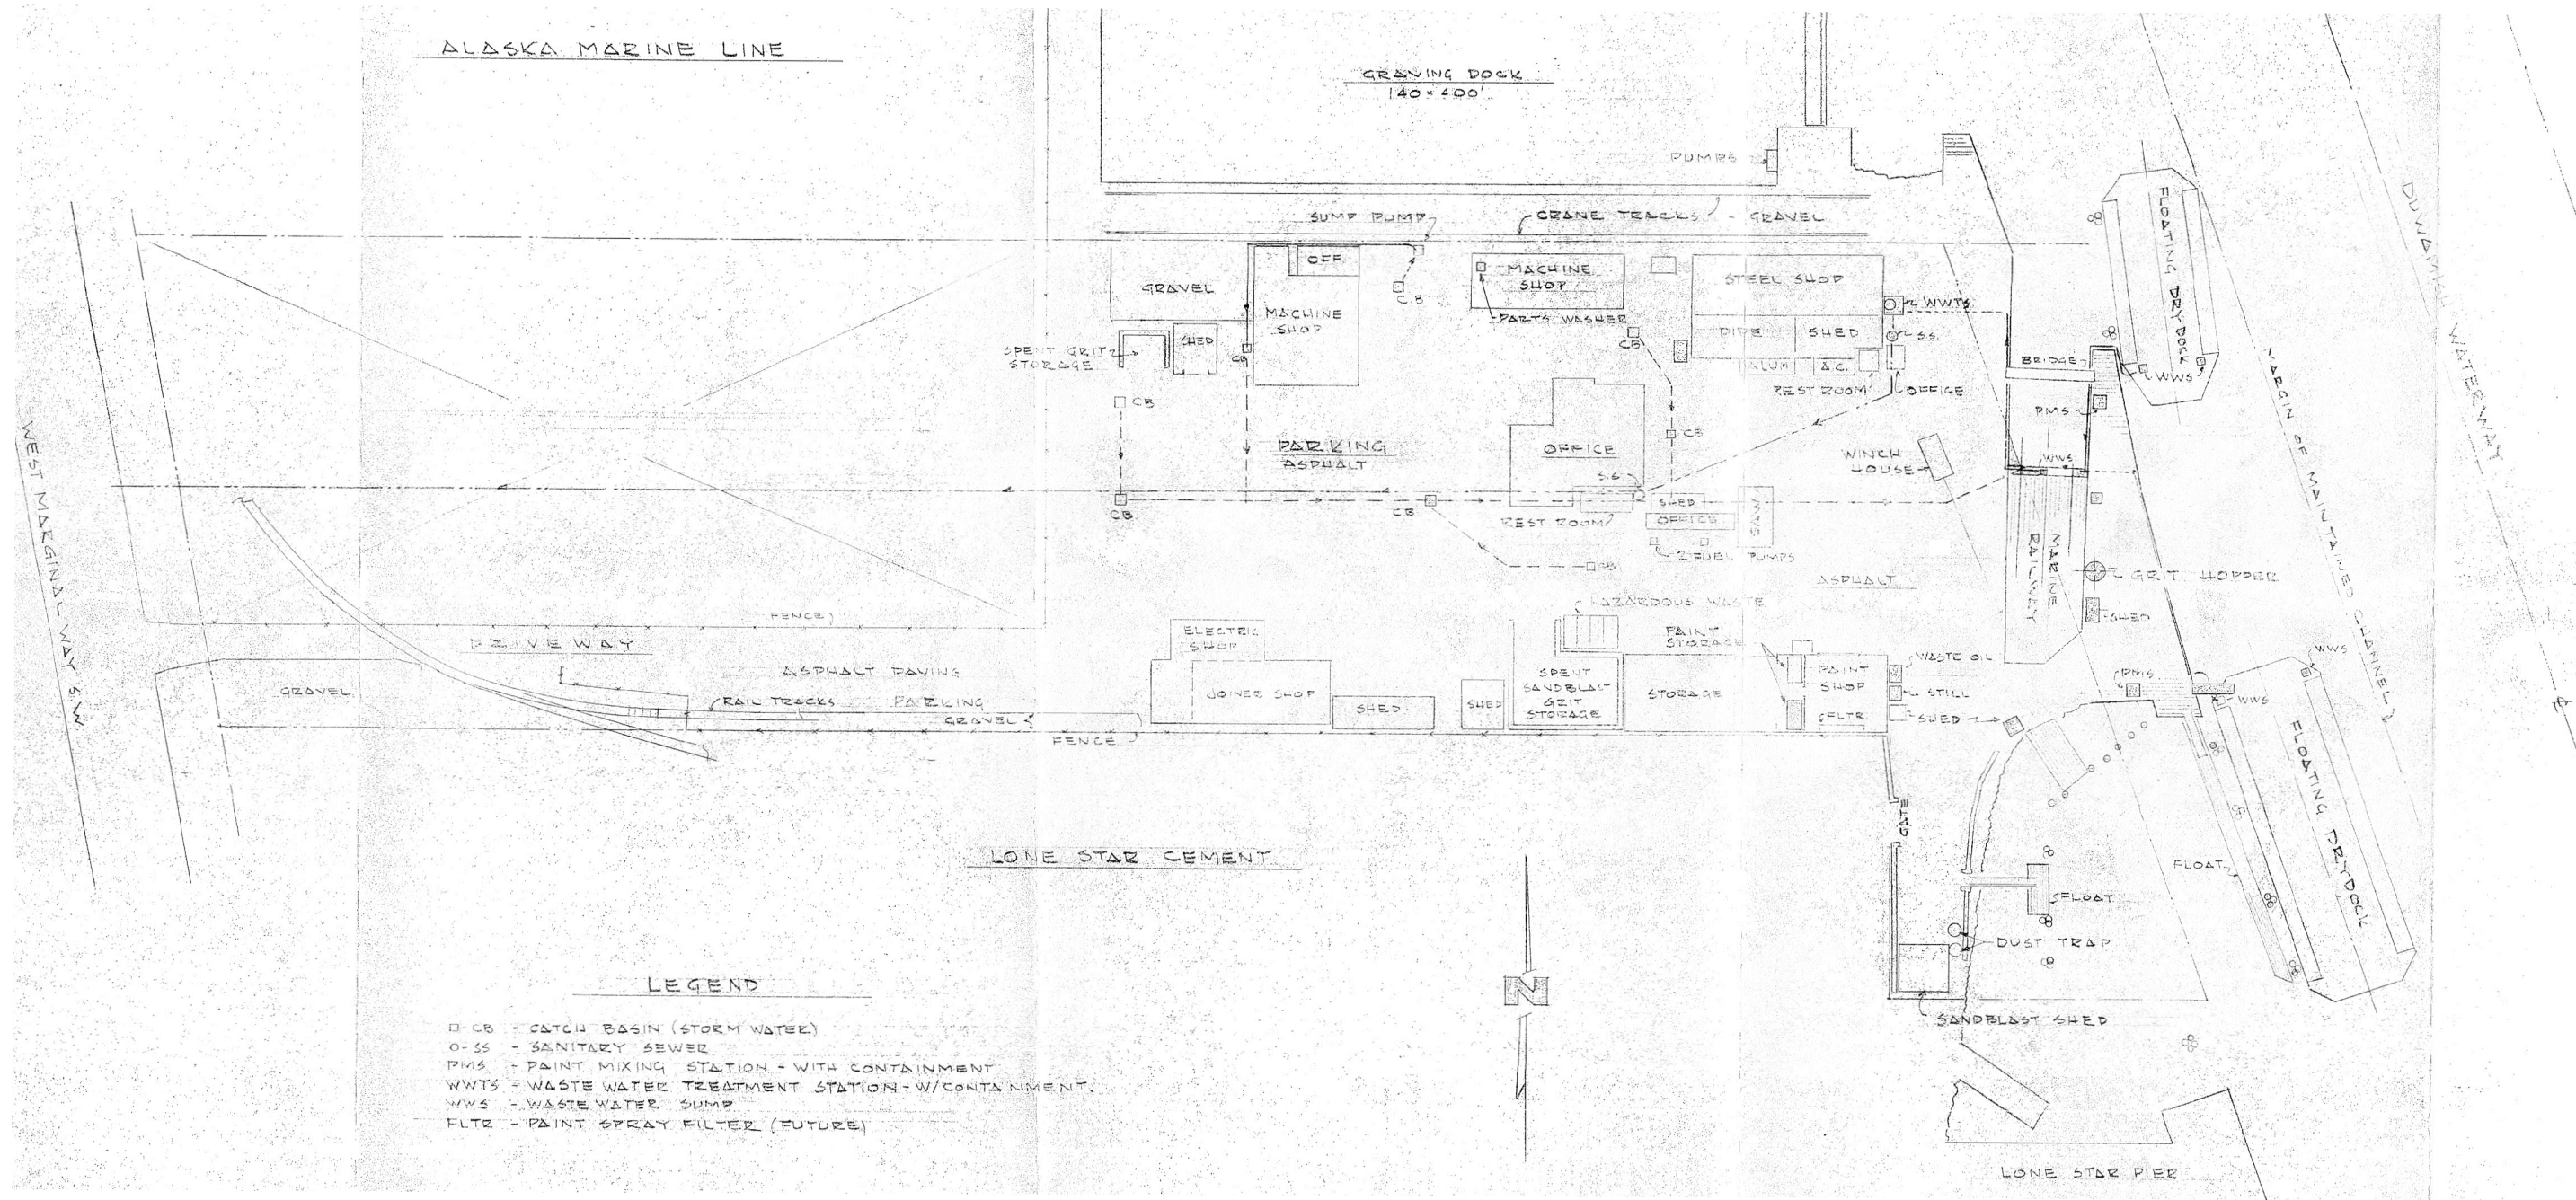 ALASKA MARINE LINE
GRAVING DOCK
140 × 400'
PUMPS
SUMP PUMP
CRANE TRACKS - GRAVEL
OFF.
GRAVEL
MACHINE
SHOP
SHED
SPENT GRIT
STORAGE
CB
CB
CB
MACHINE
SHOP
PARTS WASHER
CB
STEEL SHOP
PIPE SHED
ALUM
A.C.
REST ROOM
OFFICE
WWTS
S.S.
BRIDGE
PMS
WWS
FLOATING DRYDOCK
WWS
DUWAMISH WATERWAY
MARGIN OF MAINTAINED CHANNEL
WEST MARGINAL WAY SW
PARKING
ASPHALT
OFFICE
S.S.
CB
CB
CB
CB
REST ROOM
SHED
OFFICE
2 FUEL PUMPS
WINCH
HOUSE
ASPHALT
MARINE
RAILWAY
GRIT HOPPER
SHED
FENCE
DRIVEWAY
GRAVEL
ASPHALT PAVING
RAIL TRACKS
PARKING
GRAVEL
FENCE
ELECTRIC
SHOP
JOINER SHOP
SHED
SHED
HAZARDOUS WASTE
SPENT
SANDBLAST
GRIT
STORAGE
STORAGE
PAINT
STORAGE
PAINT
SHOP
FLTR
WASTE OIL
STILL
SHED
PMS
WWS
WWS
FLOATING DRYDOCK
GATE
FLOAT
FLOAT
DUST TRAP
SANDBLAST SHED
LONE STAR CEMENT
N
LONE STAR PIER
LEGEND
□-CB - CATCH BASIN (STORM WATER)
O-SS - SANITARY SEWER
PMS - PAINT MIXING STATION - WITH CONTAINMENT
WWTS - WASTE WATER TREATMENT STATION - W/CONTAINMENT.
WWS - WASTE WATER SUMP
FLTR - PAINT SPRAY FILTER (FUTURE)